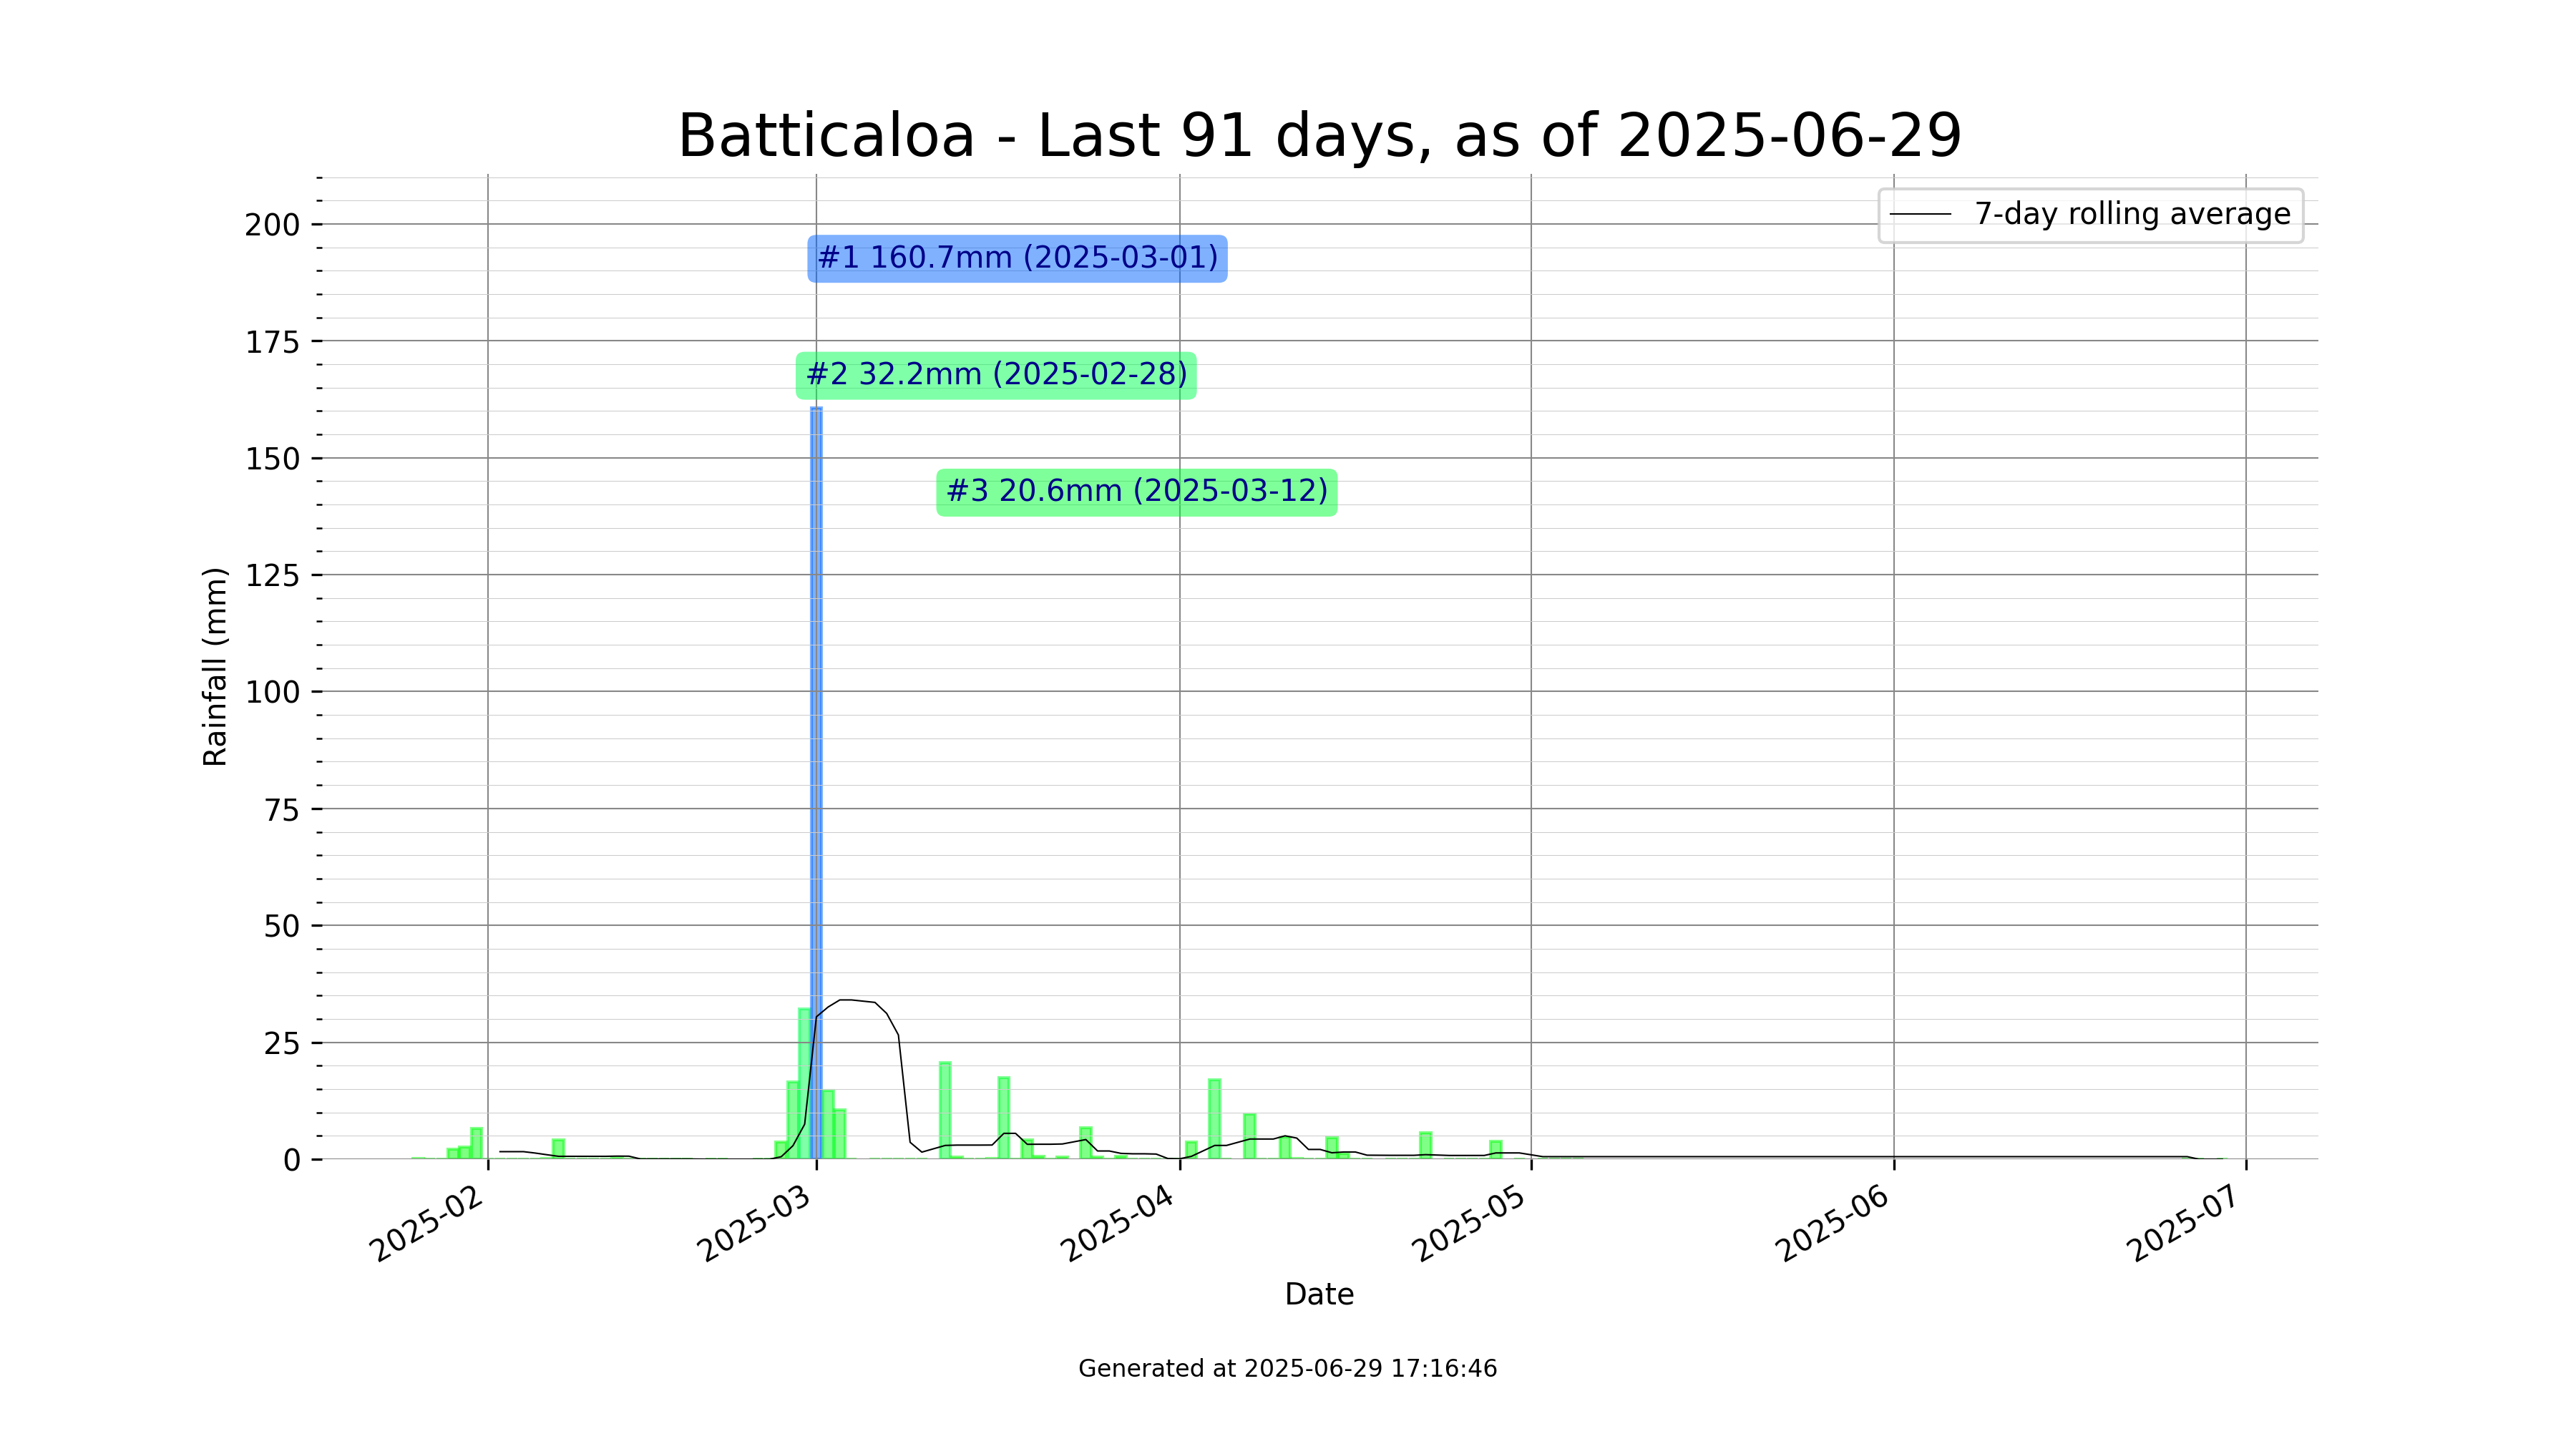 Batticaloa - Last 91 days, as of 2025-06-29
7-day rolling average
#1 160.7mm (2025-03-01)
#2 32.2mm (2025-02-28)
#3 20.6mm (2025-03-12)
Rainfall (mm)
200
175
150
125
100
75
50
25
0
2025-02
2025-03
2025-04
2025-05
2025-06
2025-07
Date
Generated at 2025-06-29 17:16:46